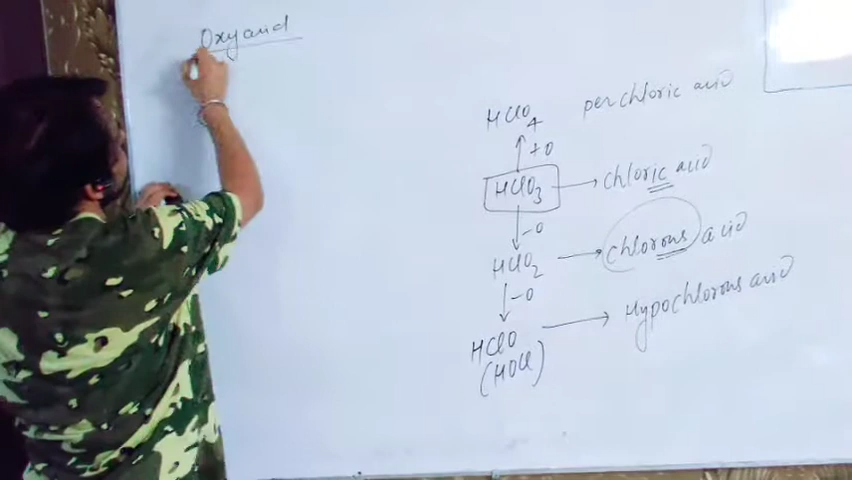 Oxyacid
HClO4 perchloric acid
+O
HClO3 chloric acid
-O
HClO2 chlorous acid
-O
HClO Hypochlorous acid
(HOCl)